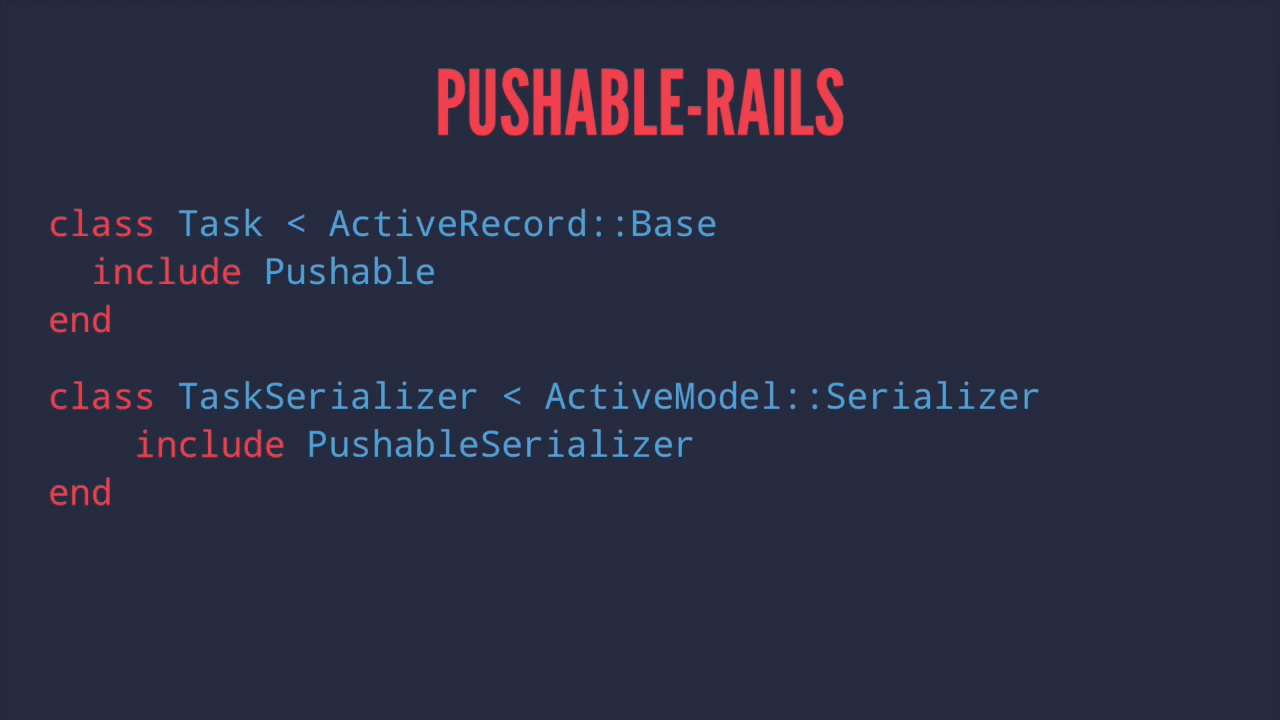 PUSHABLE-RAILS
class Task < ActiveRecord::Base
  include Pushable
end
class TaskSerializer < ActiveModel::Serializer
    include PushableSerializer
end